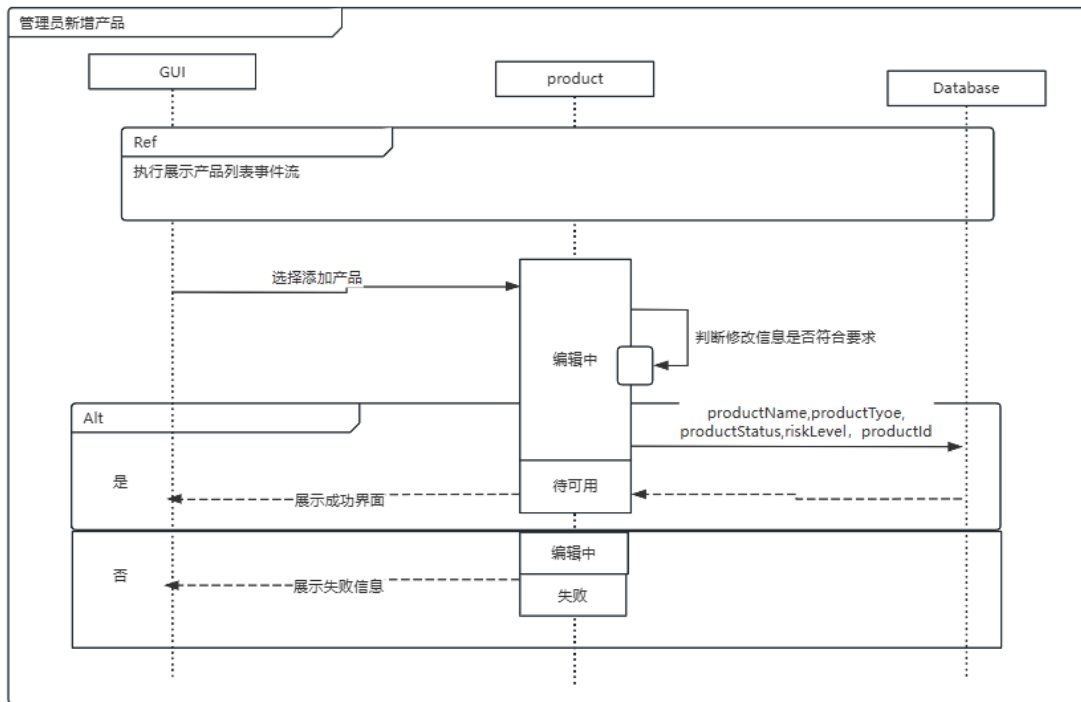 管理员新增产品
GUI
product
Database
Ref
执行展示产品列表事件流
选择添加产品
判断修改信息是否符合要求
编辑中
Alt
productName,productTyoe,
productStatus,riskLevel，productId
是
待可用
展示成功界面
编辑中
否
展示失败信息
失败